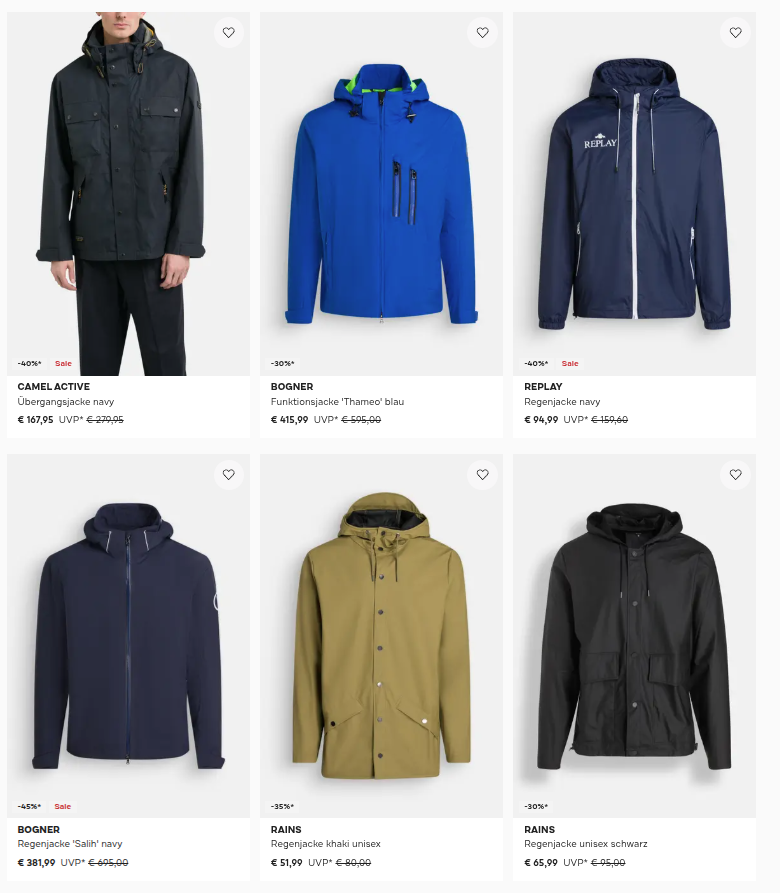 -40%* Sale
CAMEL ACTIVE
Übergangsjacke navy
€ 167,95 UVP* € 279,95
-30%*
BOGNER
Funktionsjacke 'Thameo' blau
€ 415,99 UVP* € 595,00
REPLAY
-40%* Sale
REPLAY
Regenjacke navy
€ 94,99 UVP* € 159,60
-45%* Sale
BOGNER
Regenjacke 'Salih' navy
€ 381,99 UVP* € 695,00
-35%*
RAINS
Regenjacke khaki unisex
€ 51,99 UVP* € 80,00
-30%*
RAINS
Regenjacke unisex schwarz
€ 65,99 UVP* € 95,00